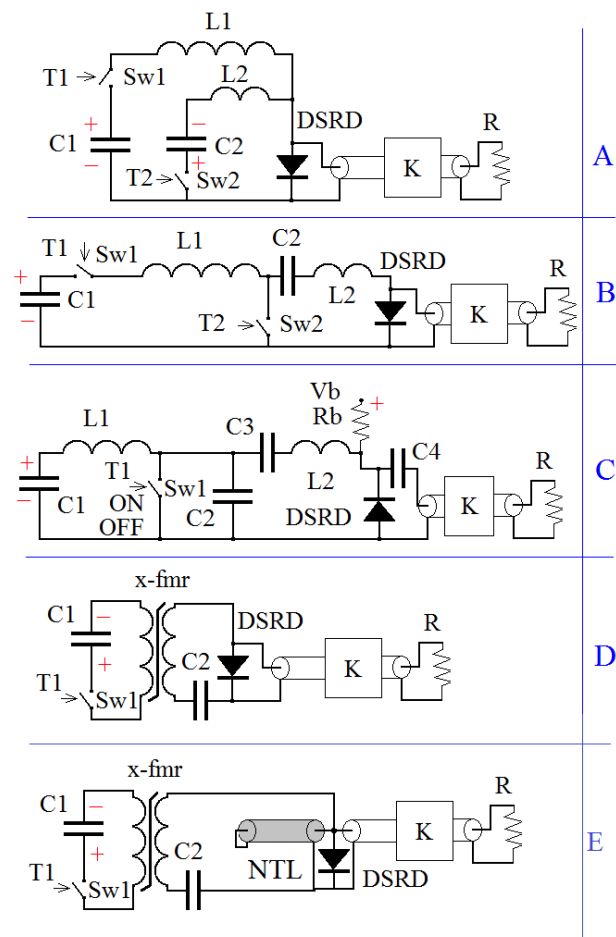 L1
T1 Sw1
L2
+ − DSRD
C1 C2 K R A
− +
T2 Sw2
T1 Sw1 L1 C2 DSRD
+ C1 L2 K R B
− T2 Sw2
Vb
Rb +
L1 C3 C4
T1 L2 R C
+ C1 Sw1 K
− ON C2 DSRD
OFF
x-fmr
C1 − DSRD R
+ C2 K D
T1 Sw1
x-fmr
C1 − R
+ K E
T1 Sw1 C2 NTL DSRD